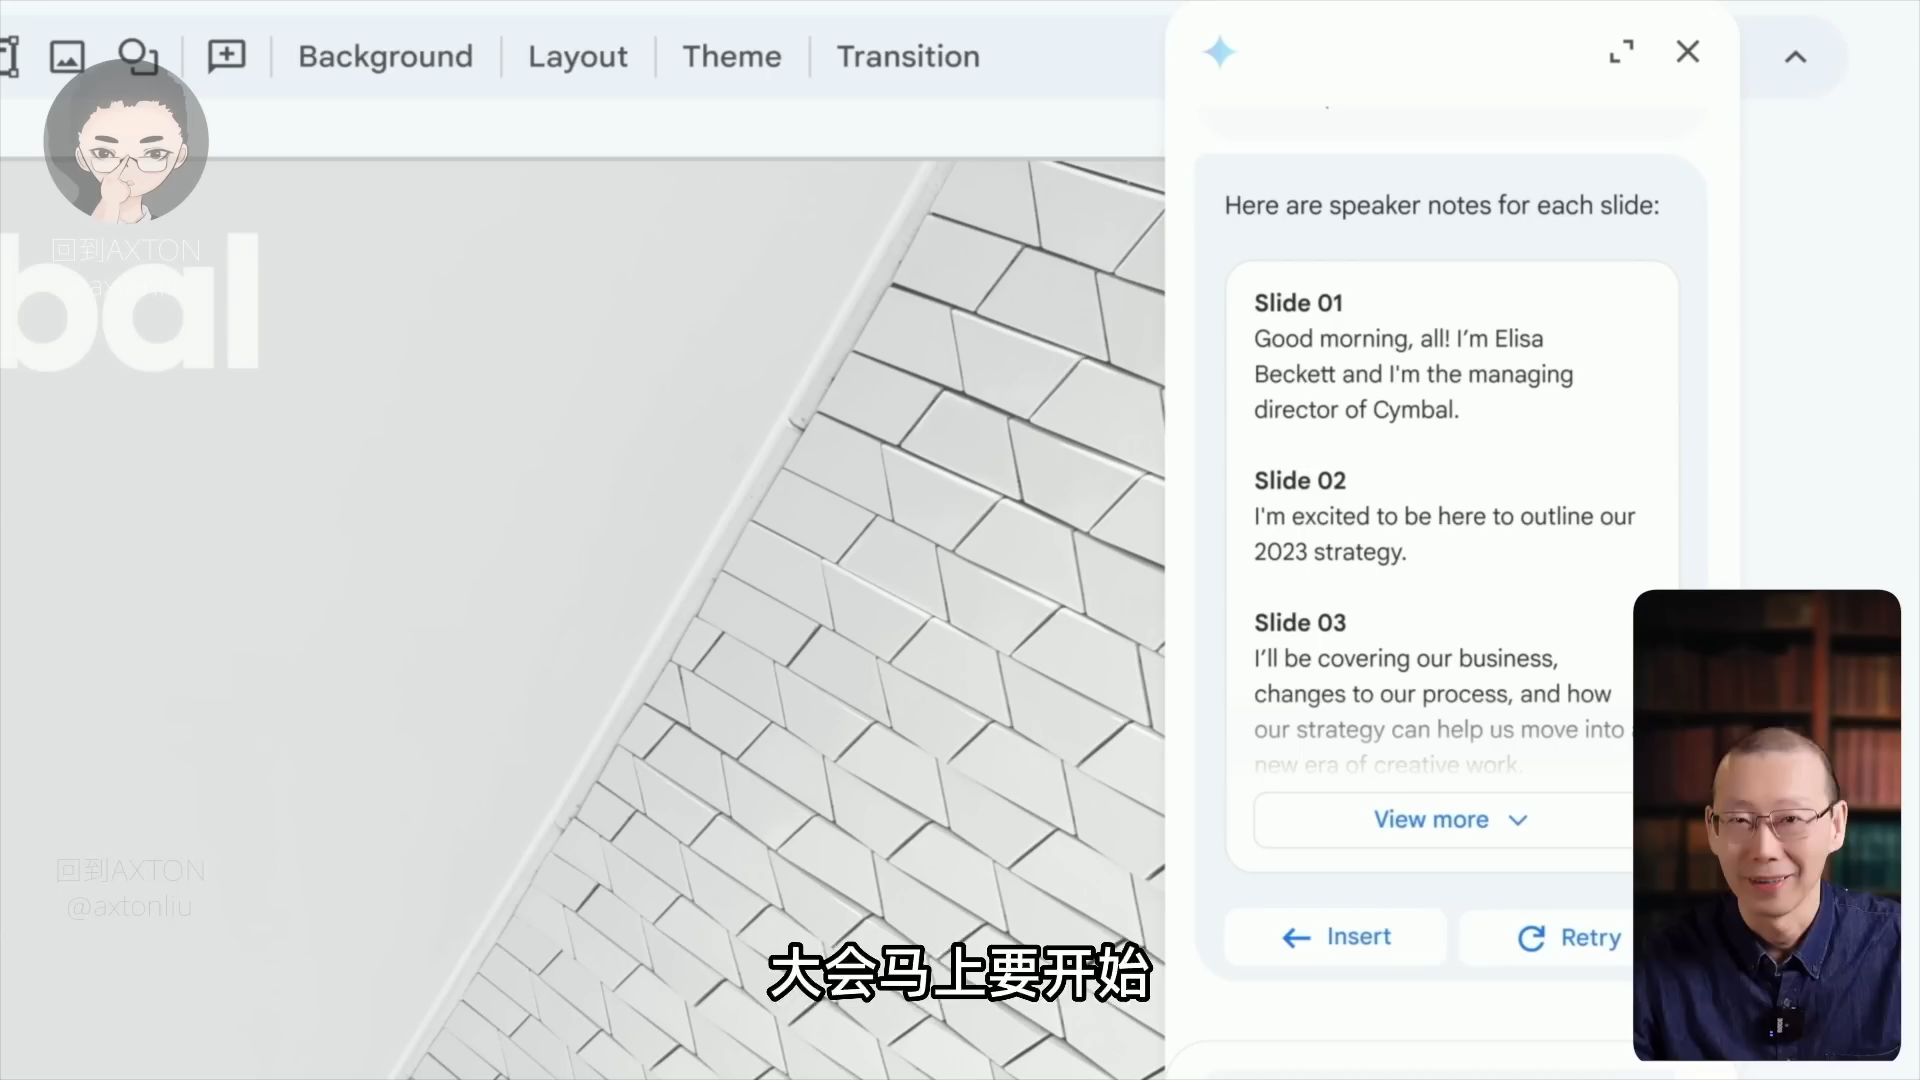 Background
Layout
Theme
Transition
回到AXTON
bal
Here are speaker notes for each slide:
Slide 01
Good morning, all! I’m Elisa
Beckett and I'm the managing
director of Cymbal.
Slide 02
I'm excited to be here to outline our
2023 strategy.
Slide 03
I’ll be covering our business,
changes to our process, and how
our strategy can help us move into
new era of creative work.
View more
Insert
Retry
回到AXTON
@axtonliu
大会马上要开始